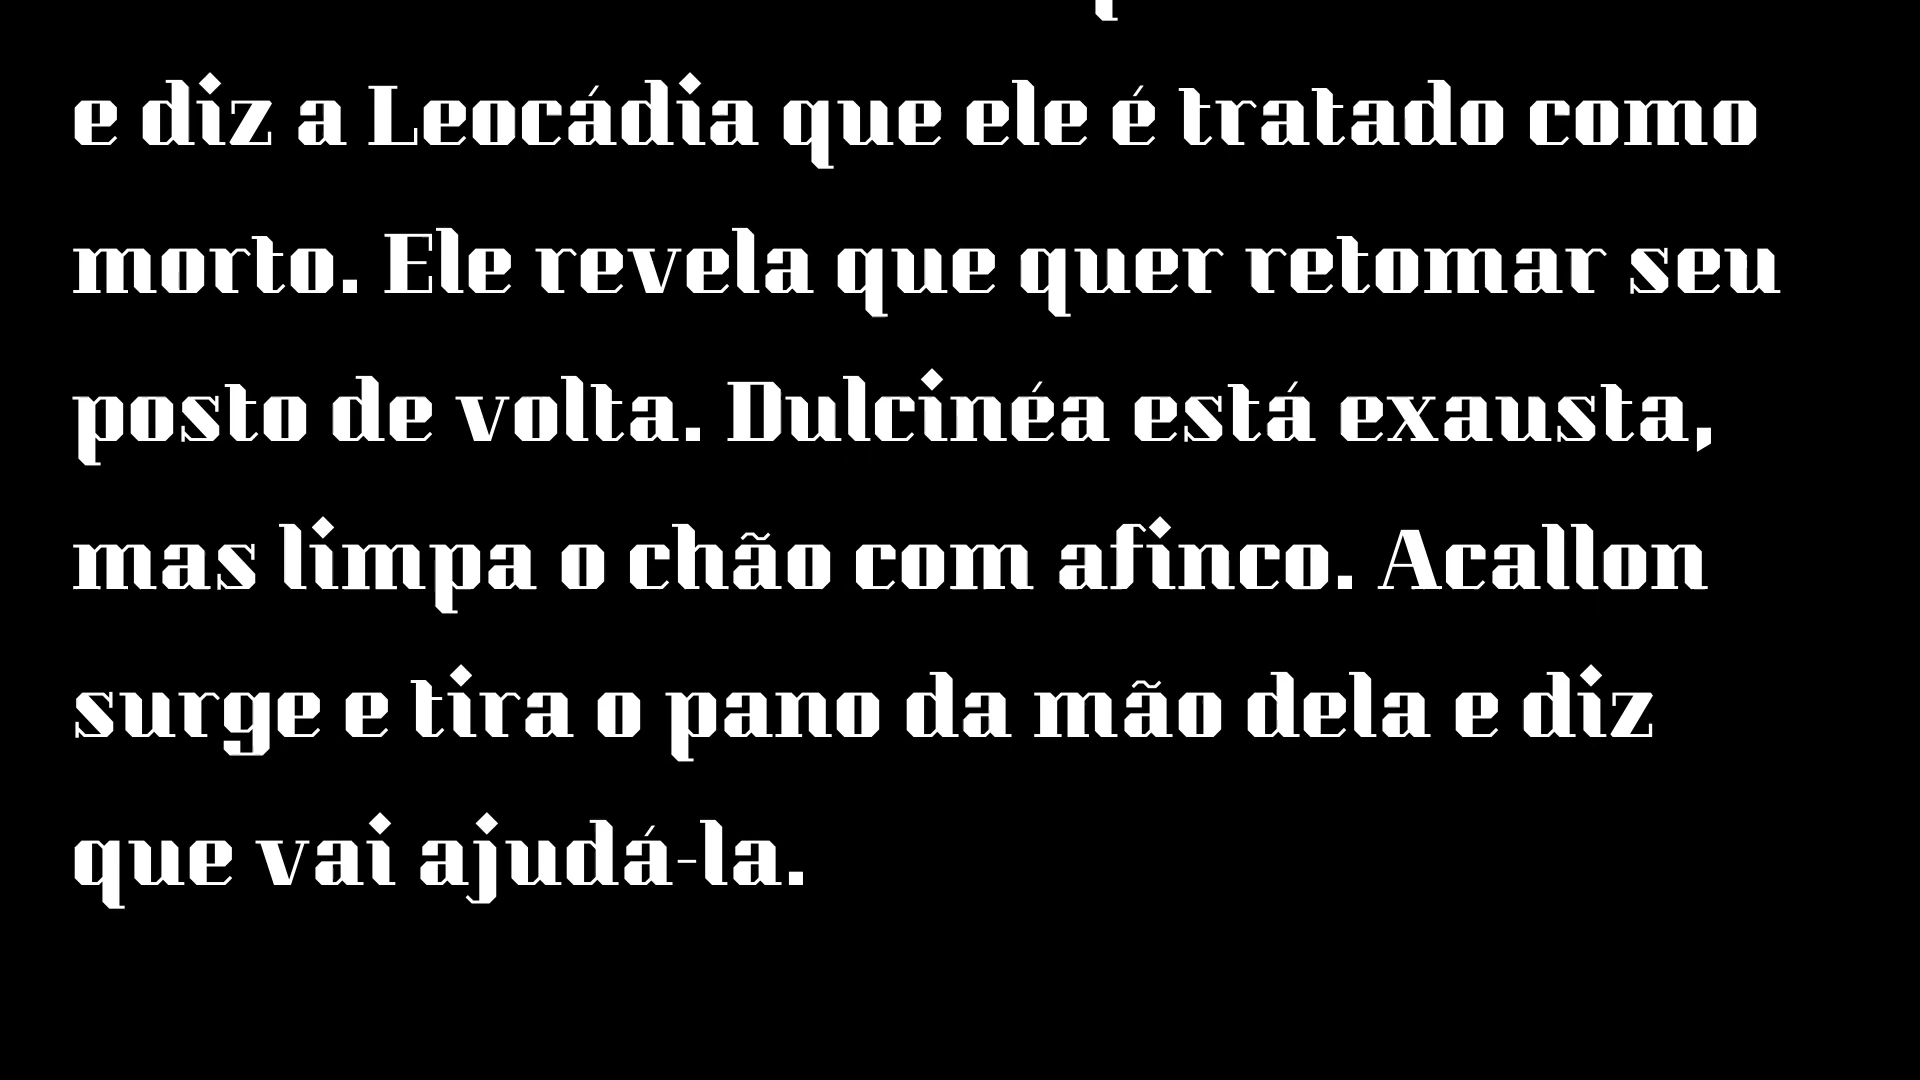 e diz a Leocádia que ele é tratado como
morto. Ele revela que quer retomar seu
posto de volta. Dulcinéa está exausta,
mas limpa o chão com afinco. Acallon
surge e tira o pano da mão dela e diz
que vai ajudá-la.